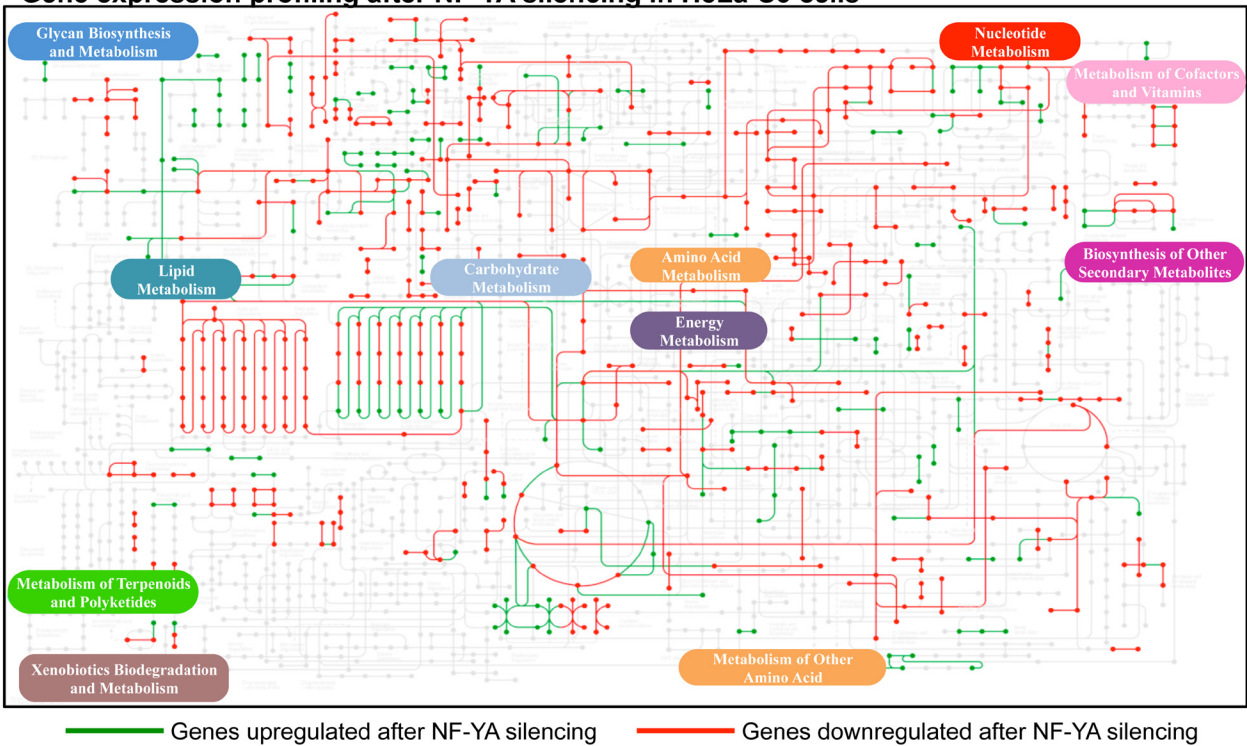 Gene expression profiling after NF-YA silencing in HeLa S3 cells
Glycan Biosynthesis
and Metabolism
Nucleotide
Metabolism
Metabolism of Cofactors
and Vitamins
Lipid
Metabolism
Carbohydrate
Metabolism
Amino Acid
Metabolism
Biosynthesis of Other
Secondary Metabolites
Energy
Metabolism
Metabolism of Terpenoids
and Polyketides
Xenobiotics Biodegradation
and Metabolism
Metabolism of Other
Amino Acid
Genes upregulated after NF-YA silencing
Genes downregulated after NF-YA silencing